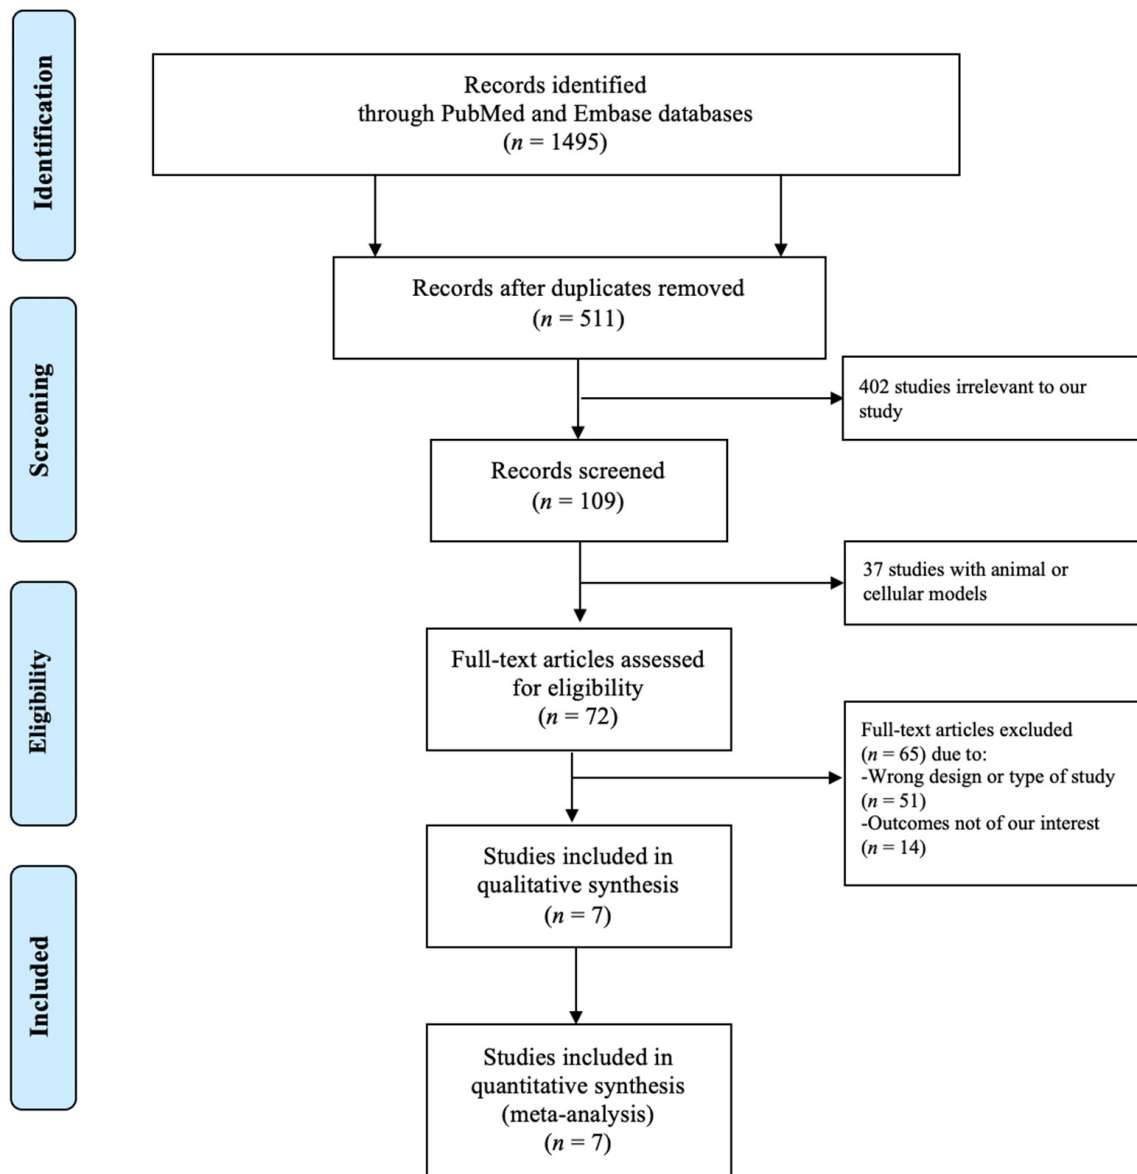 Identification
Records identified
through PubMed and Embase databases
(n = 1495)
Records after duplicates removed
(n = 511)
Screening
402 studies irrelevant to our
study
Records screened
(n = 109)
37 studies with animal or
cellular models
Eligibility
Full-text articles assessed
for eligibility
(n = 72)
Full-text articles excluded
(n = 65) due to:
-Wrong design or type of study
(n = 51)
-Outcomes not of our interest
(n = 14)
Studies included in
qualitative synthesis
(n = 7)
Included
Studies included in
quantitative synthesis
(meta-analysis)
(n = 7)